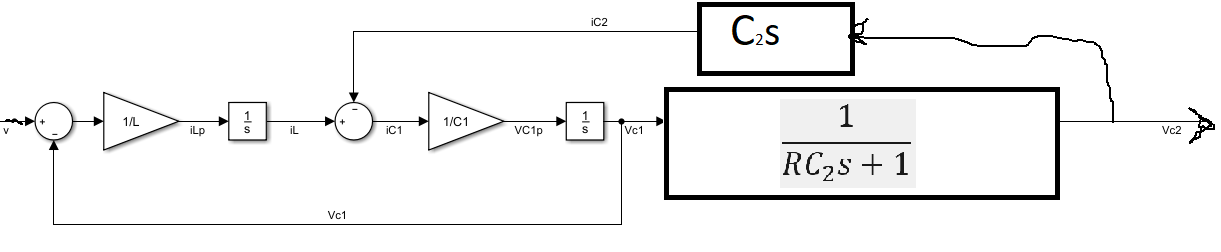 iC2
C₂s
v
+
−
1/L
iLp
1
s
iL
+
−
iC1
1/C1
VC1p
1
s
Vc1
1
RC₂s + 1
Vc2
Vc1